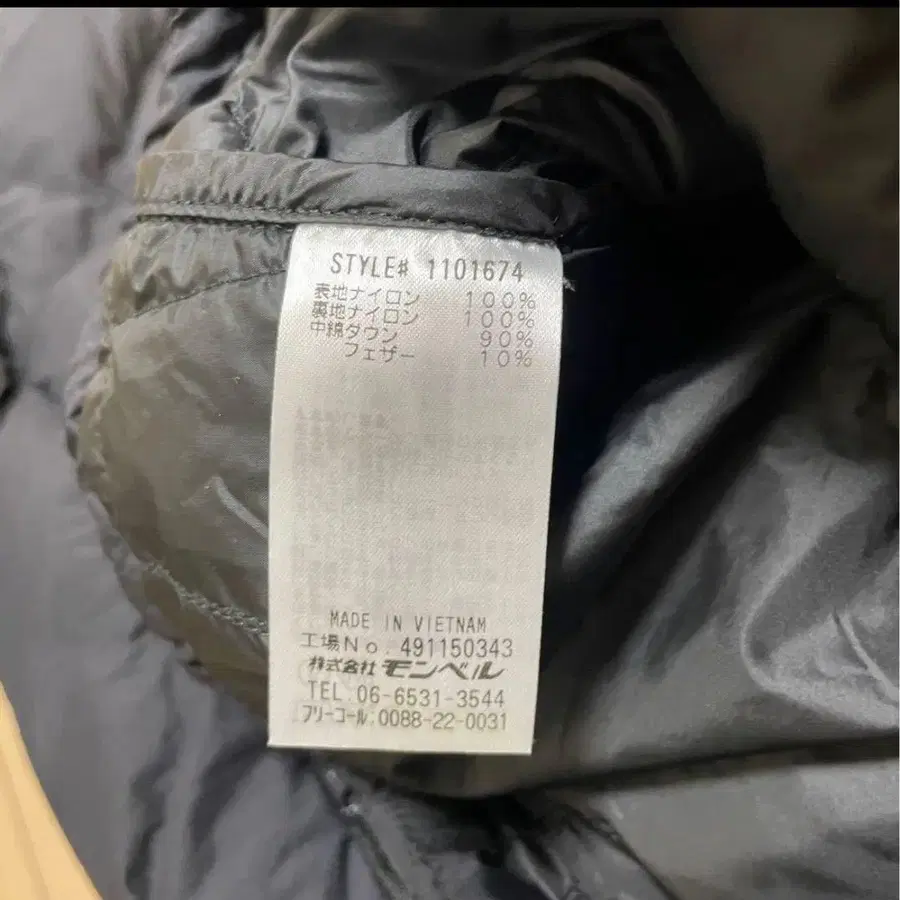 STYLE# 1101674
表地ナイロン 100%
裏地ナイロン 100%
中綿ダウン 90%
フェザー 10%
MADE IN VIETNAM
工場No. 491150343
株式会社モンベル
TEL.06-6531-3544
フリーコール:0088-22-0031